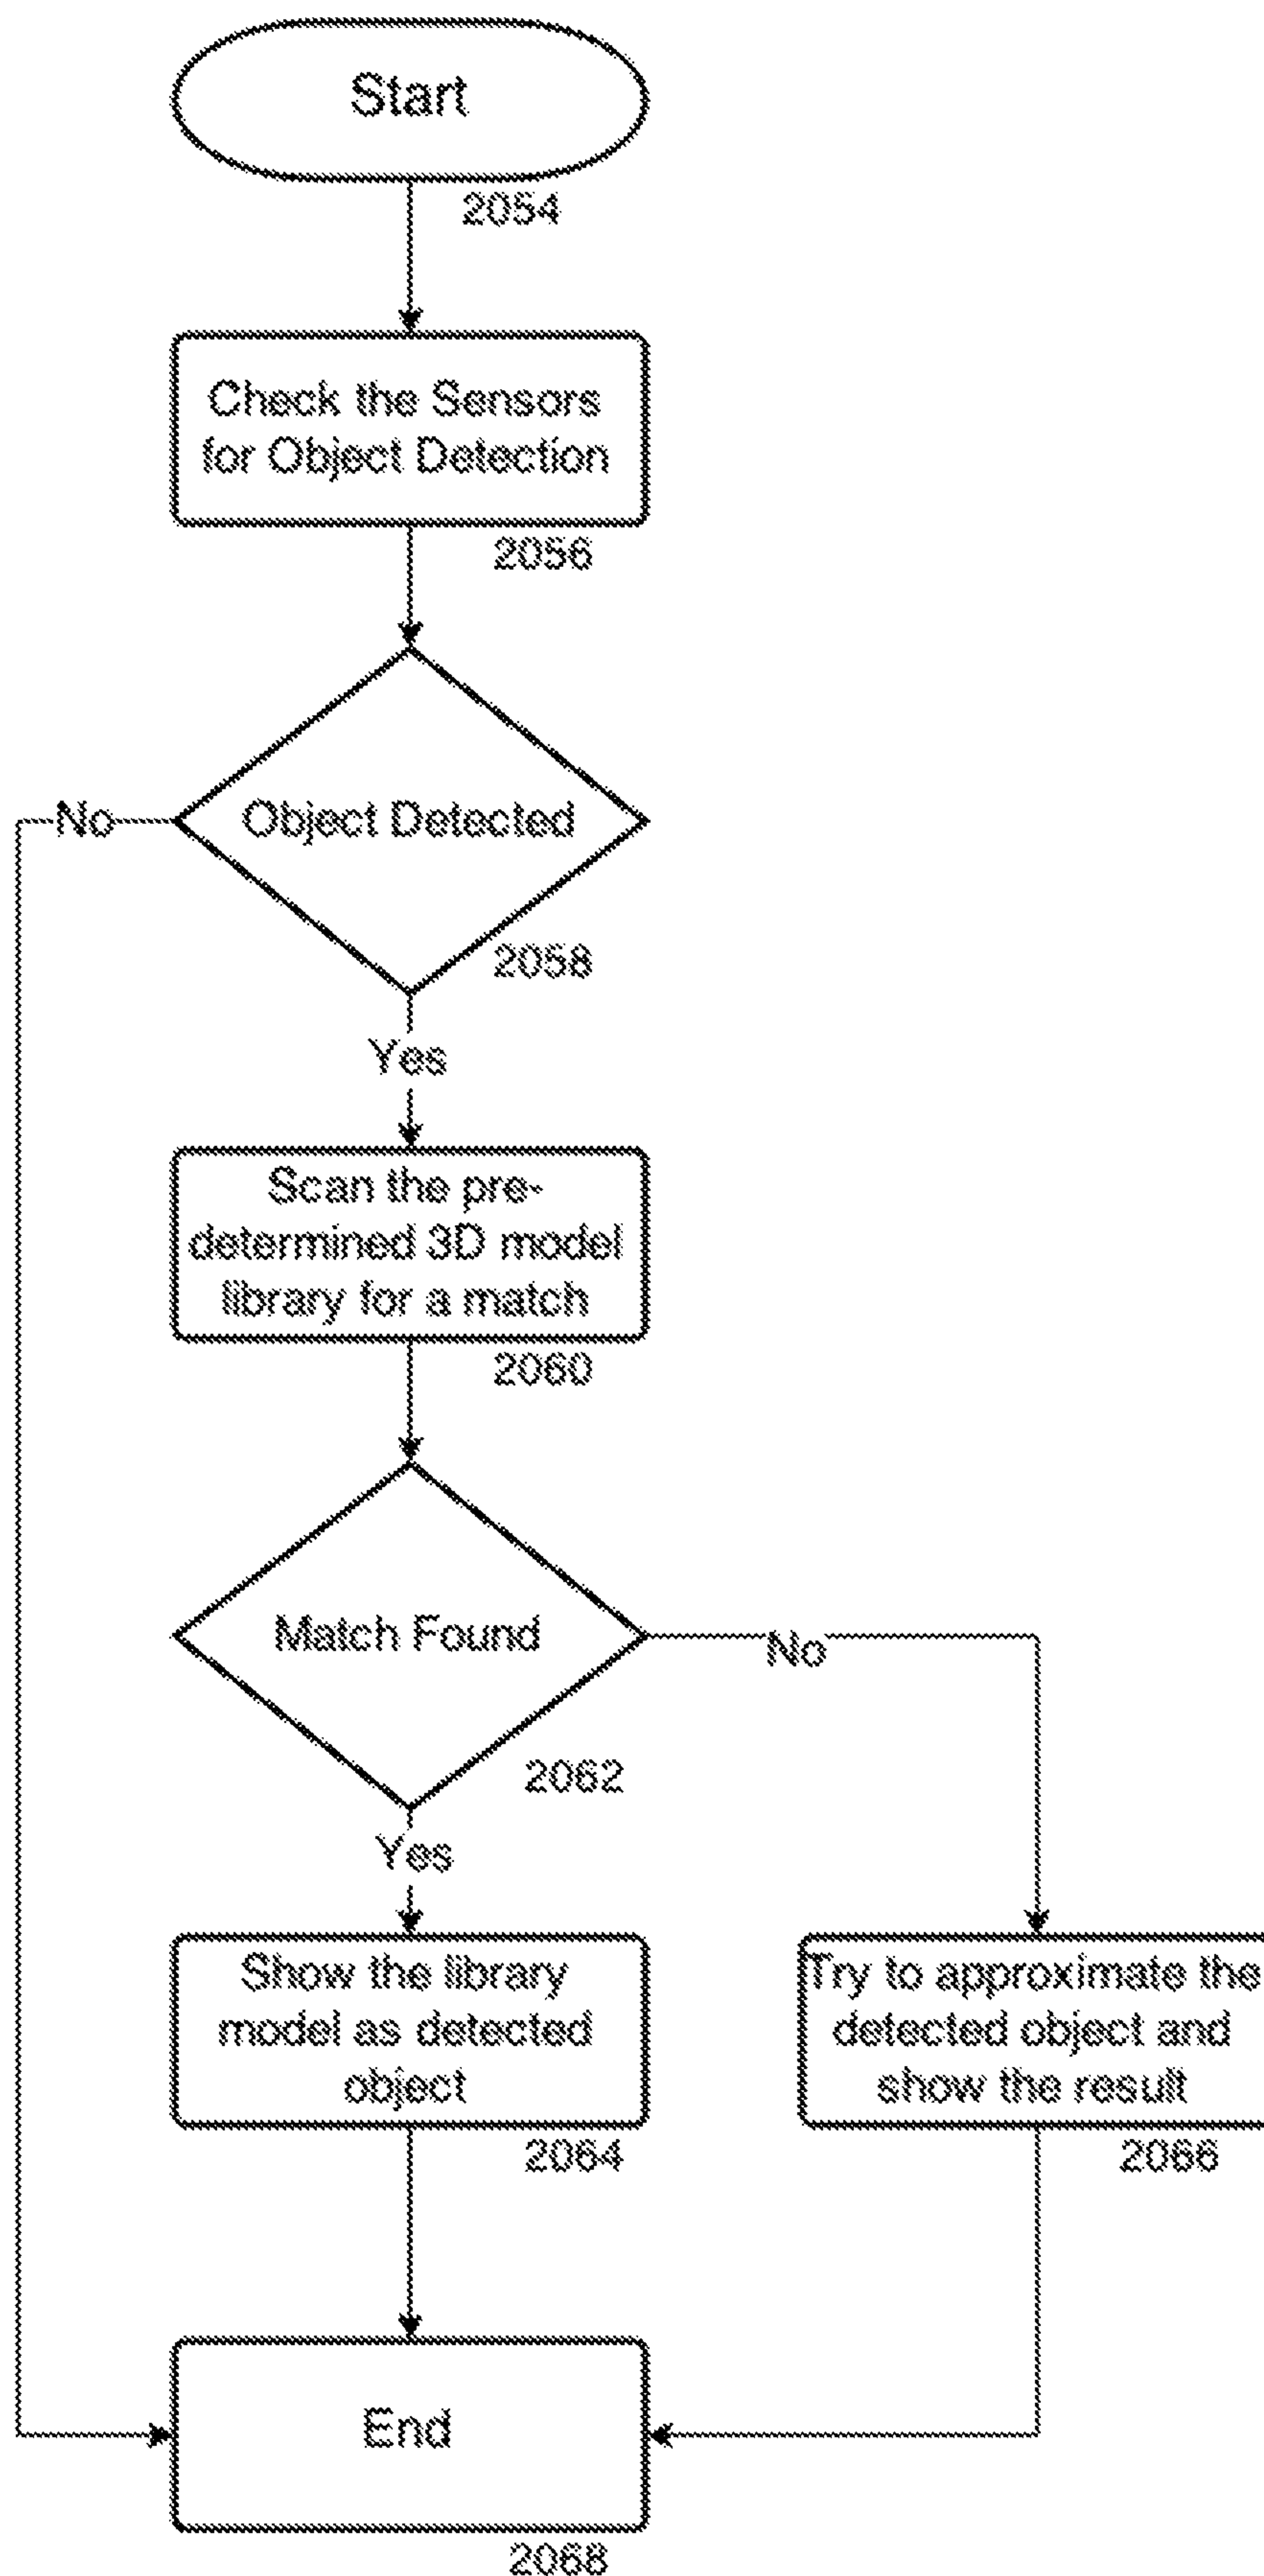 Start
2054
Check the Sensors
for Object Detection
2056
No
Object Detected
2058
Yes
Scan the pre-
determined 3D model
library for a match
2060
Match Found
No
2062
Yes
Show the library
model as detected
object
2064
Try to approximate the
detected object and
show the result
2066
End
2068